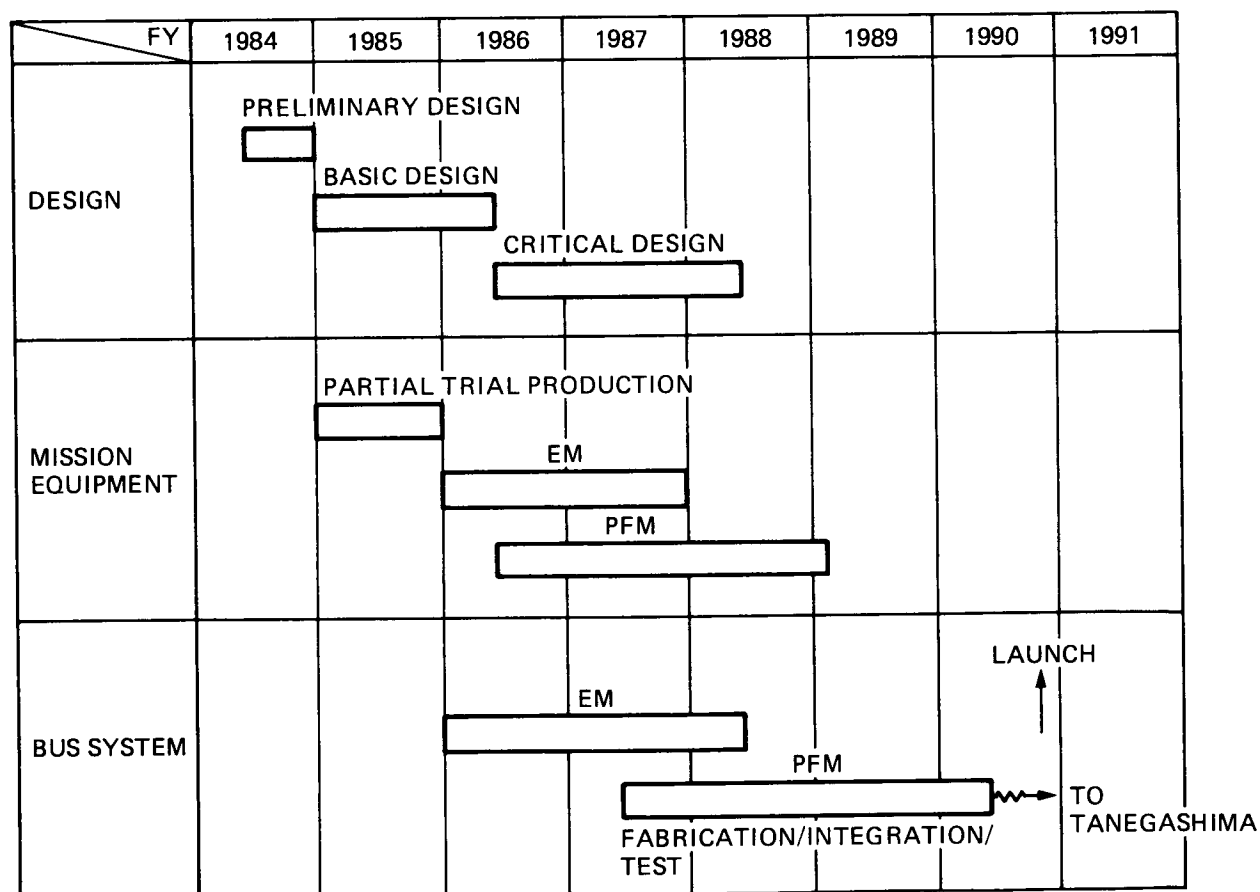 FY 1984 1985 1986 1987 1988 1989 1990 1991
PRELIMINARY DESIGN
BASIC DESIGN
DESIGN
CRITICAL DESIGN
PARTIAL TRIAL PRODUCTION
EM
MISSION
EQUIPMENT
PFM
LAUNCH
EM
BUS SYSTEM
PFM
TO
TANEGASHIMA
FABRICATION/INTEGRATION/
TEST